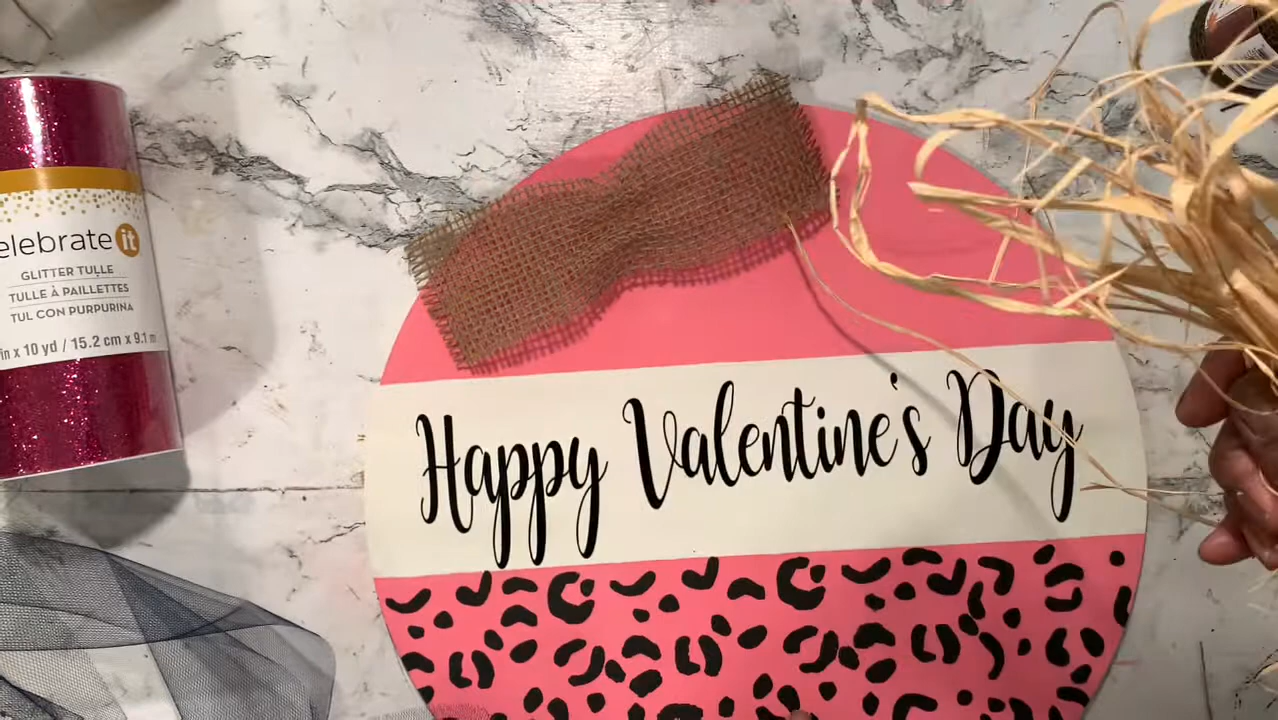 elebrate it
GLITTER TULLE
TULLE À PAILLETTES
TUL CON PURPURINA
in x 10 yd / 15.2 cm x 9.1 m
Happy Valentine's Day